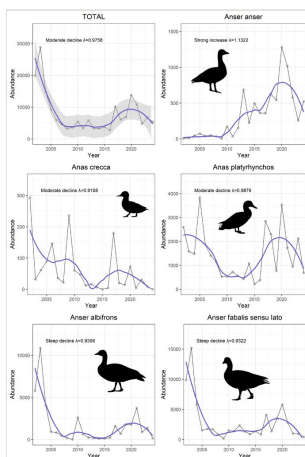 TOTAL
Moderate decline λ=0.9758
30000
20000
10000
0
Abundance
2005 2010 2015 2020
Year
Anser anser
Strong increase λ=1.1322
1500
1000
500
0
Abundance
2005 2010 2015 2020
Year
Anas crecca
Moderate decline λ=0.9108
300
200
100
0
Abundance
2005 2010 2015 2020
Year
Anas platyrhynchos
Moderate decline λ=0.9879
4000
3000
2000
1000
0
Abundance
2005 2010 2015 2020
Year
Anser albifrons
Steep decline λ=0.9306
10000
5000
0
Abundance
2005 2010 2015 2020
Year
Anser fabalis sensu lato
Steep decline λ=0.9322
15000
10000
5000
0
Abundance
2005 2010 2015 2020
Year